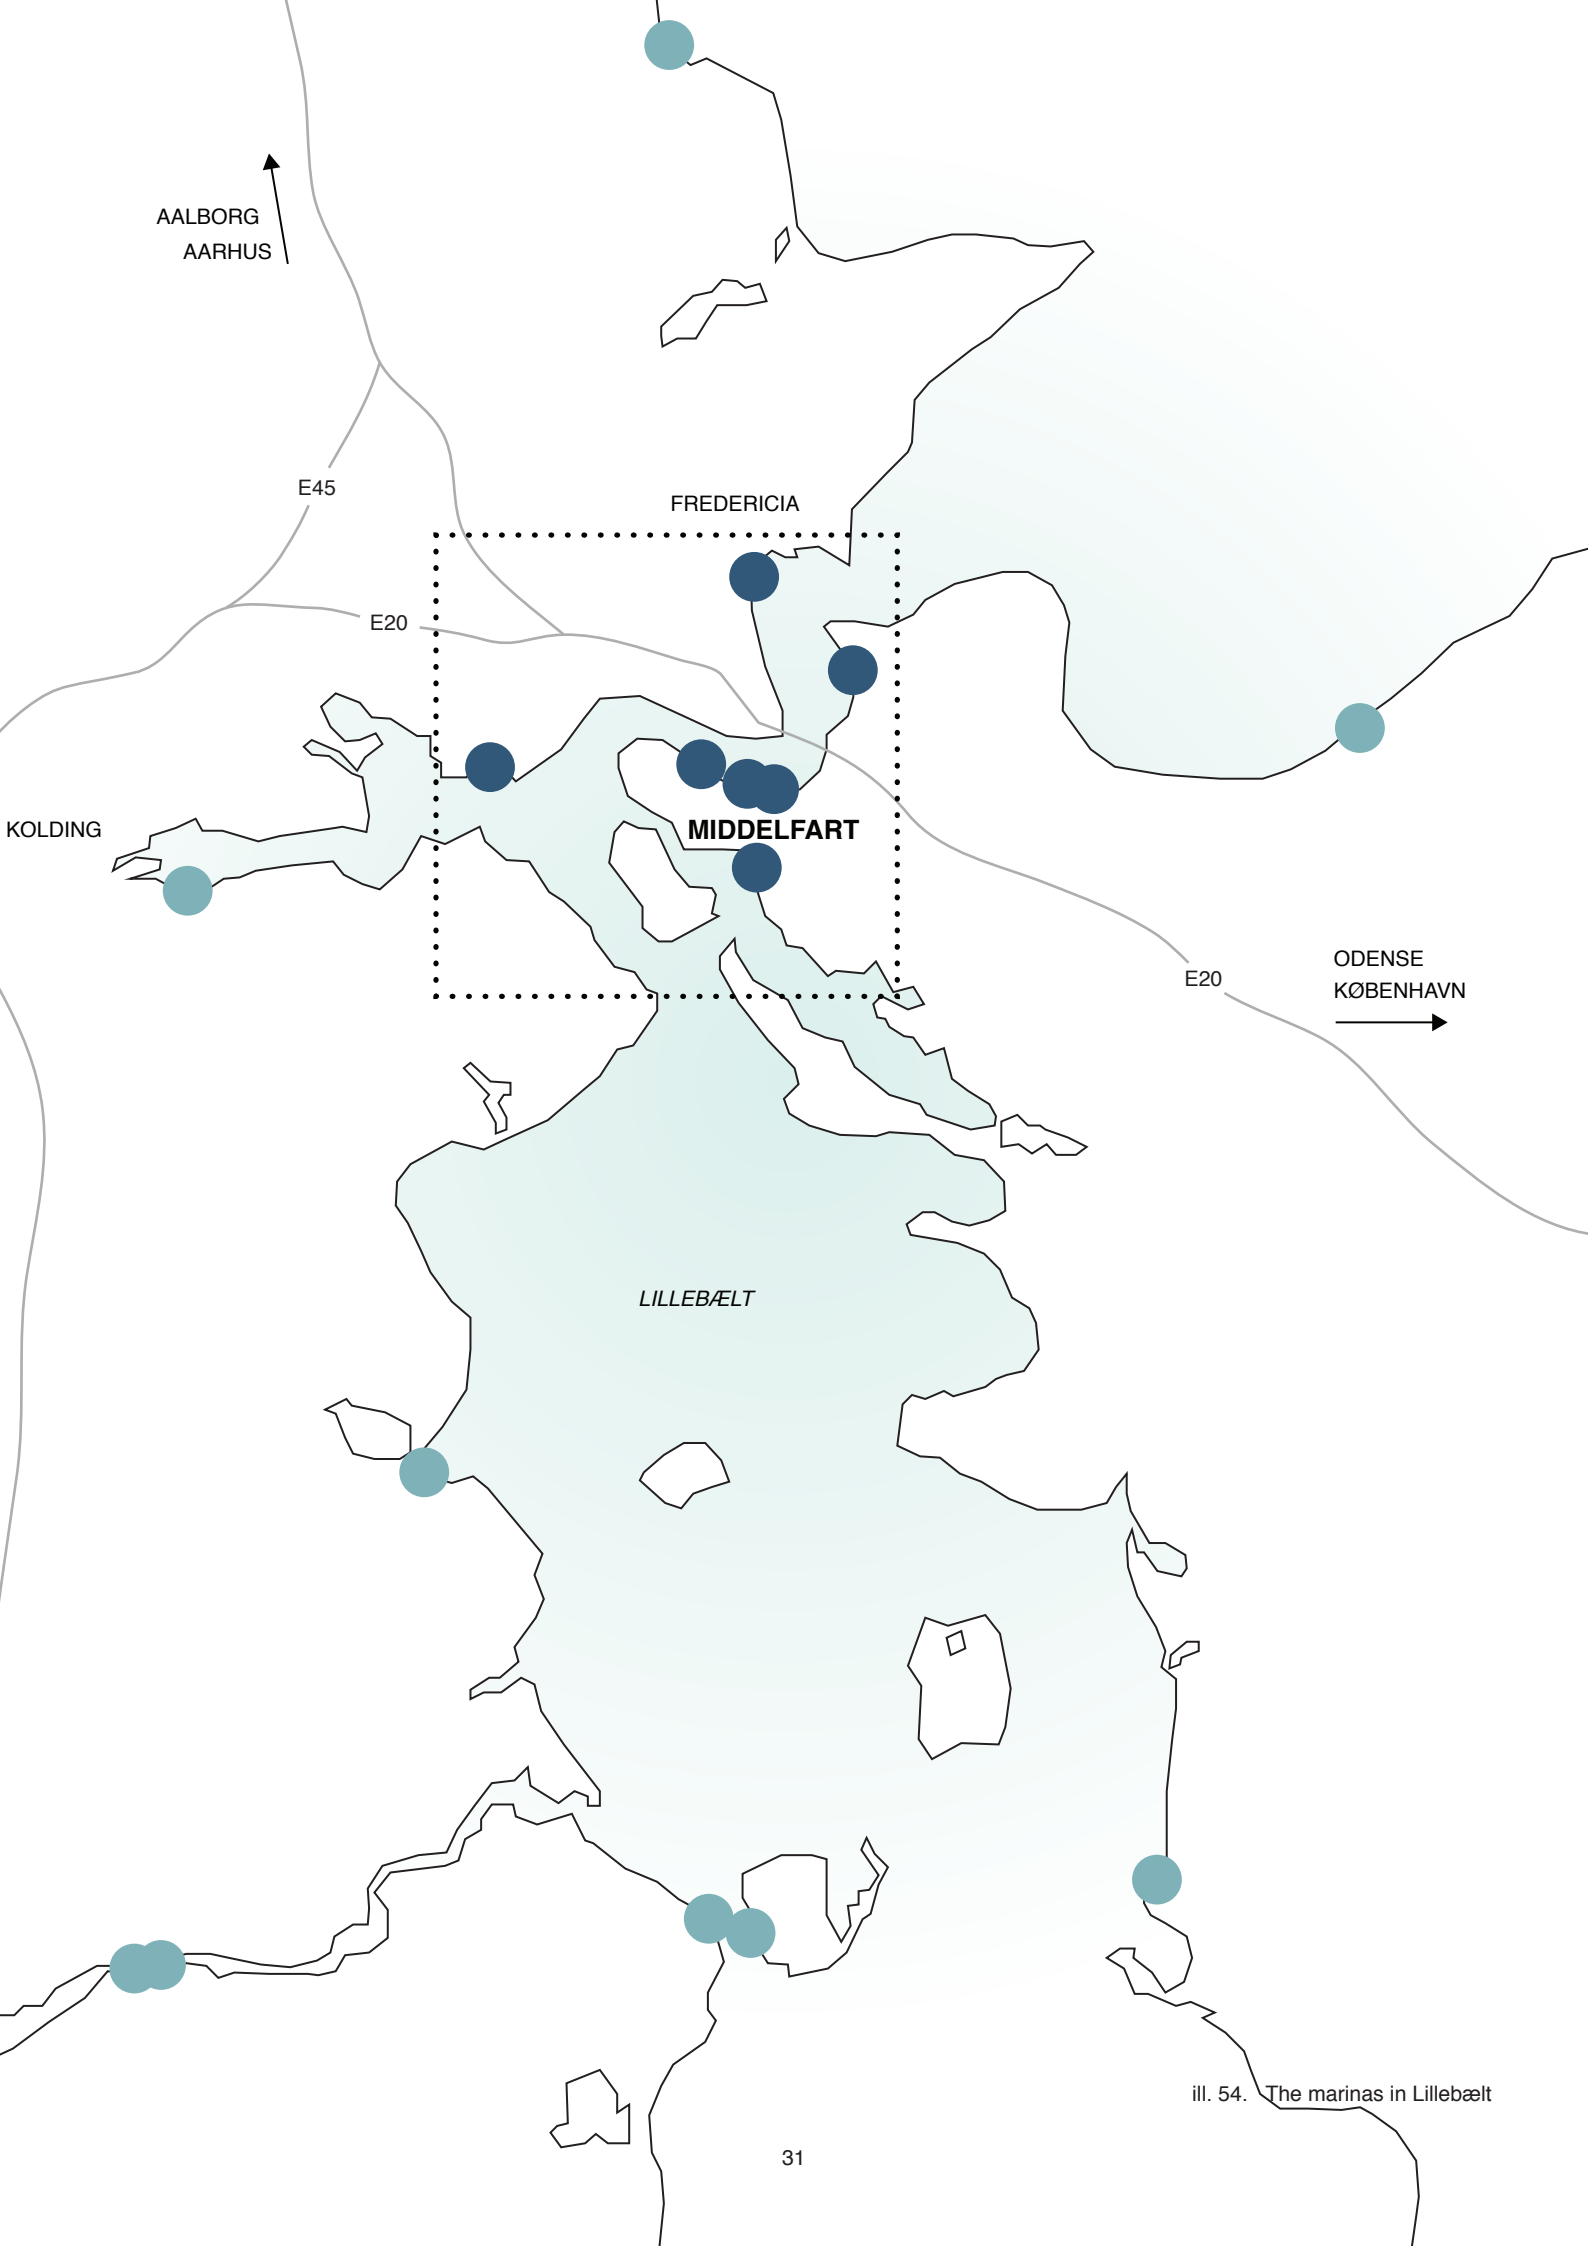 AALBORG
AARHUS
E45
FREDERICIA
E20
KOLDING
MIDDELFART
ODENSE
KØBENHAVN
E20
LILLEBÆLT
ill. 54. The marinas in Lillebælt
31